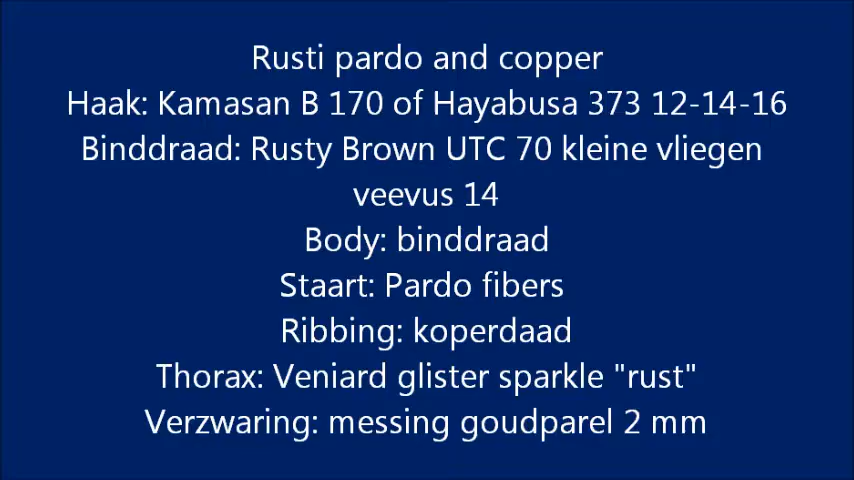 Rusti pardo and copper
Haak: Kamasan B 170 of Hayabusa 373 12-14-16
Binddraad: Rusty Brown UTC 70 kleine vliegen
veevus 14
Body: binddraad
Staart: Pardo fibers
Ribbing: koperdaad
Thorax: Veniard glister sparkle "rust"
Verzwaring: messing goudparel 2 mm